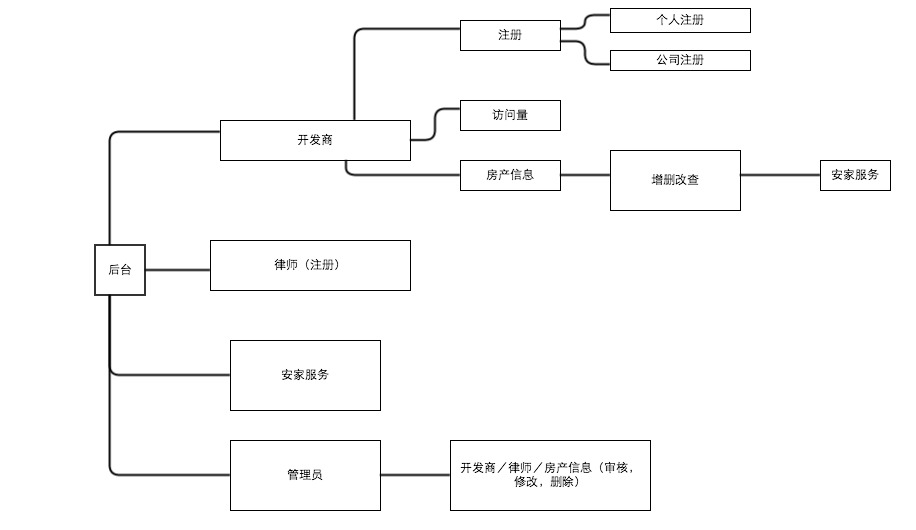 个人注册
注册
公司注册
访问量
开发商
房产信息
增删改查
安家服务
后台
律师（注册）
安家服务
管理员
开发商／律师／房产信息（审核，
修改，删除）